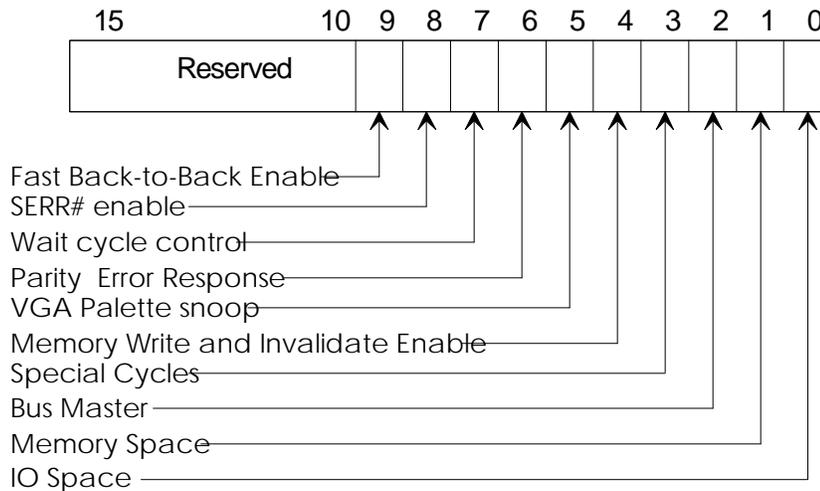 15 10 9 8 7 6 5 4 3 2 1 0
Reserved
Fast Back-to-Back Enable
SERR# enable
Wait cycle control
Parity Error Response
VGA Palette snoop
Memory Write and Invalidate Enable
Special Cycles
Bus Master
Memory Space
IO Space